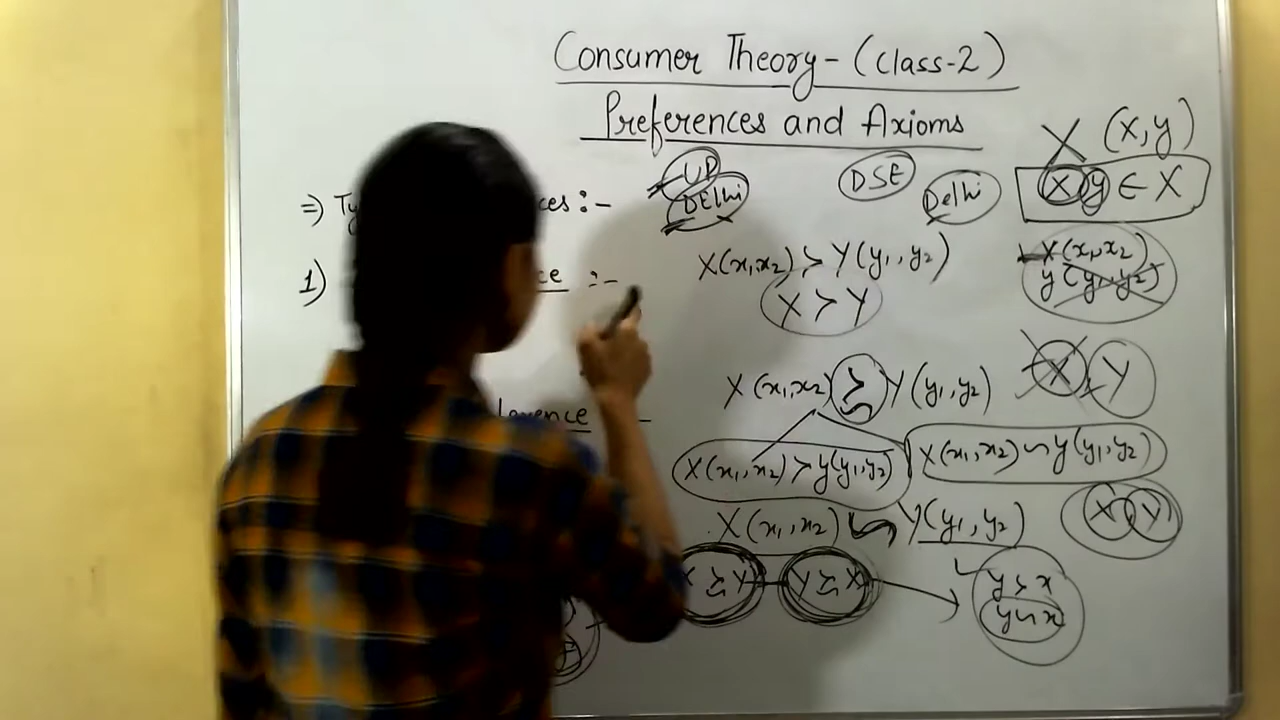 Consumer Theory - (Class-2)
Preferences and Axioms
X (x,y)
UP
DElhi
DSE
Delhi
x y ∈ X
⇒) Ty ces :-
X(x₁,x₂)
y(y₁,y₂)
1) ce :-
X(x₁,x₂) ≻ Y(y₁,y₂)
X ≻ Y
X Y
X(x₁,x₂) ≿ Y(y₁,y₂)
erence -
X(x₁,x₂) ≻ y(y₁,y₂)
X(x₁,x₂) ∽ y(y₁,y₂)
X Y
X(x₁,x₂) ∽ Y(y₁,y₂)
X ≿ Y Y ≿ X
y ≻ x
y ∽ x